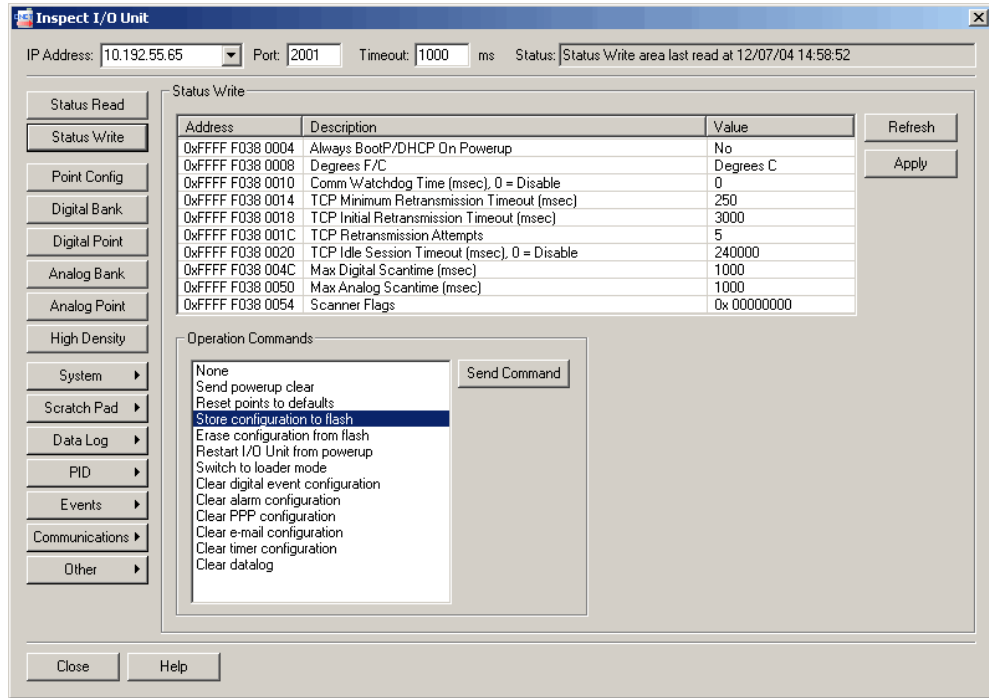 Inspect I/O Unit
IP Address: 10.192.55.65 Port: 2001 Timeout: 1000 ms Status: Status Write area last read at 12/07/04 14:58:52
Status Read
Status Write
Point Config
Digital Bank
Digital Point
Analog Bank
Analog Point
High Density
System
Scratch Pad
Data Log
PID
Events
Communications
Other
Status Write
Address Description Value
0xFFFF F038 0004 Always BootP/DHCP On Powerup No
0xFFFF F038 0008 Degrees F/C Degrees C
0xFFFF F038 0010 Comm Watchdog Time (msec), 0 = Disable 0
0xFFFF F038 0014 TCP Minimum Retransmission Timeout (msec) 250
0xFFFF F038 0018 TCP Initial Retransmission Timeout (msec) 3000
0xFFFF F038 001C TCP Retransmission Attempts 5
0xFFFF F038 0020 TCP Idle Session Timeout (msec), 0 = Disable 240000
0xFFFF F038 004C Max Digital Scantime (msec) 1000
0xFFFF F038 0050 Max Analog Scantime (msec) 1000
0xFFFF F038 0054 Scanner Flags 0x 00000000
Refresh
Apply
Operation Commands
None
Send powerup clear
Reset points to defaults
Store configuration to flash
Erase configuration from flash
Restart I/O Unit from powerup
Switch to loader mode
Clear digital event configuration
Clear alarm configuration
Clear PPP configuration
Clear e-mail configuration
Clear timer configuration
Clear datalog
Send Command
Close Help